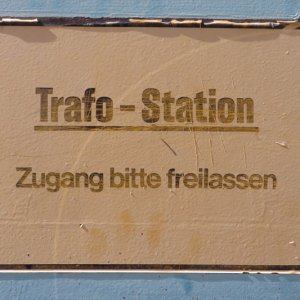 Trafo - Station
Zugang bitte freilassen